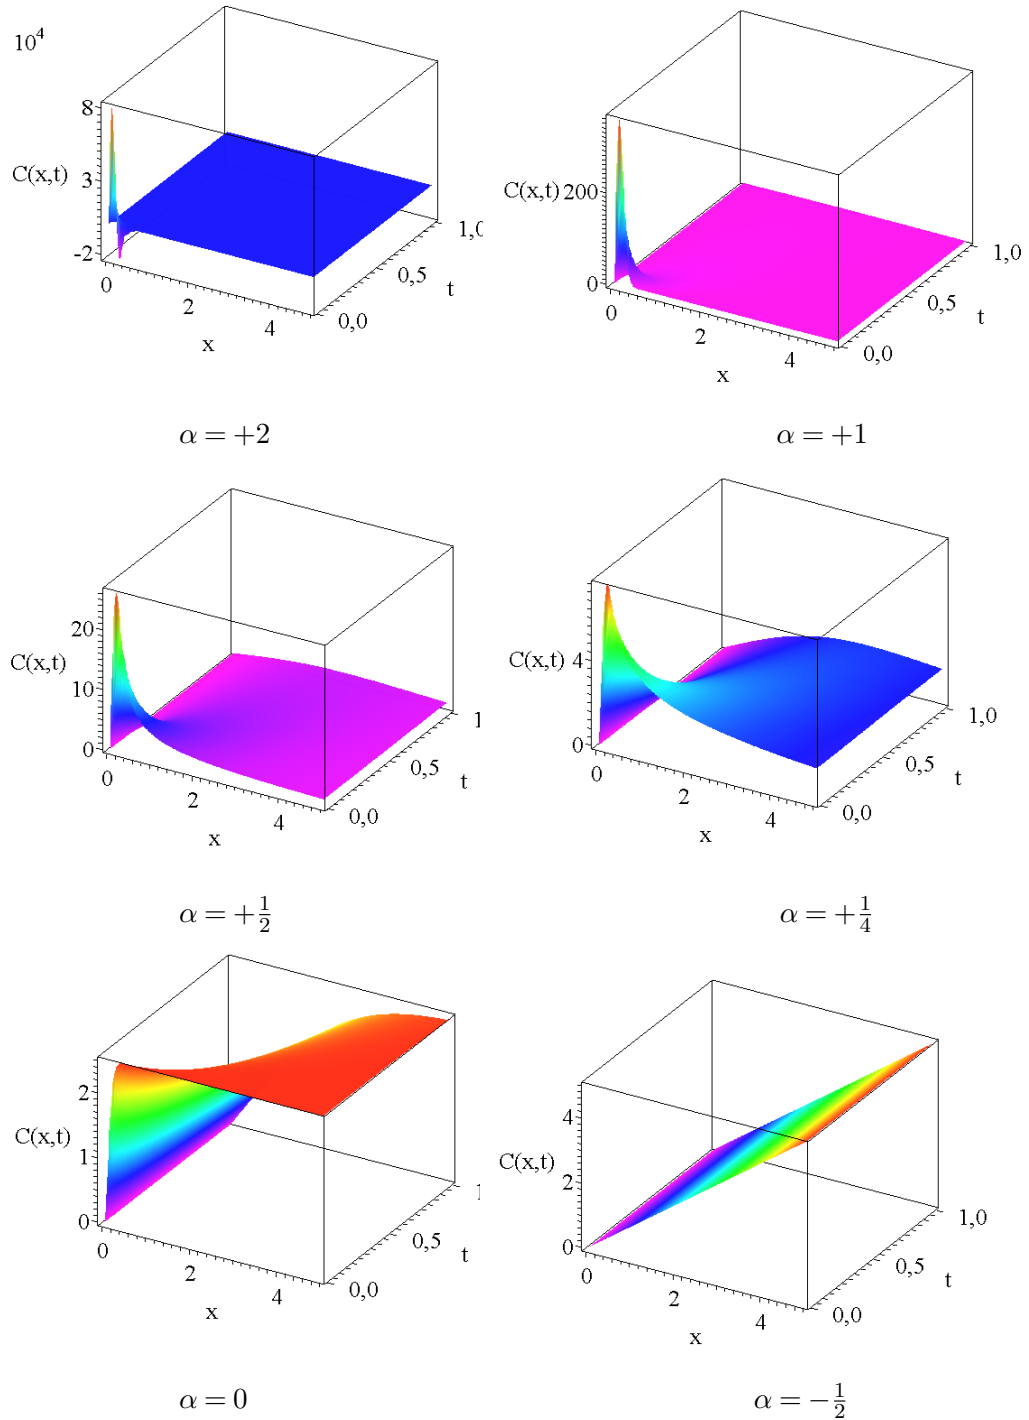 10⁴
8
C(x,t)
3
-2
0
2
4
x
0,0
0,5
1,0
t
α = +2
C(x,t)
200
0
0
2
4
x
0,0
0,5
1,0
t
α = +1
20
C(x,t)
10
0
0
2
4
x
0,0
0,5
1
t
α = +1/2
C(x,t)
4
0
0
2
4
x
0,0
0,5
1,0
t
α = +1/4
2
C(x,t)
1
0
0
2
4
x
0,0
0,5
1
t
α = 0
4
C(x,t)
2
0
0
2
4
x
0,0
0,5
1,0
t
α = −1/2